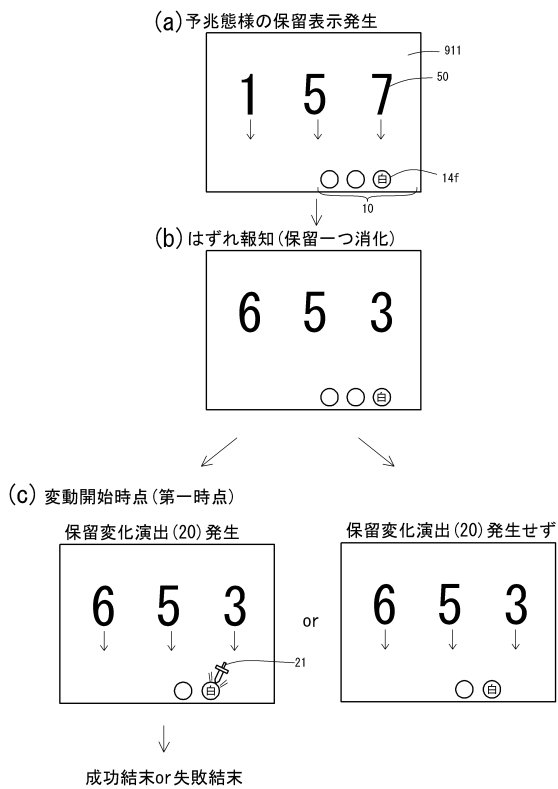 (a) 予兆態様の保留表示発生
911
1 5 7
50
白
14f
10
(b) はずれ報知(保留一つ消化)
6 5 3
白
(c) 変動開始時点(第一時点)
保留変化演出(20)発生
保留変化演出(20)発生せず
6 5 3
or
6 5 3
21
白
白
成功結末or失敗結末